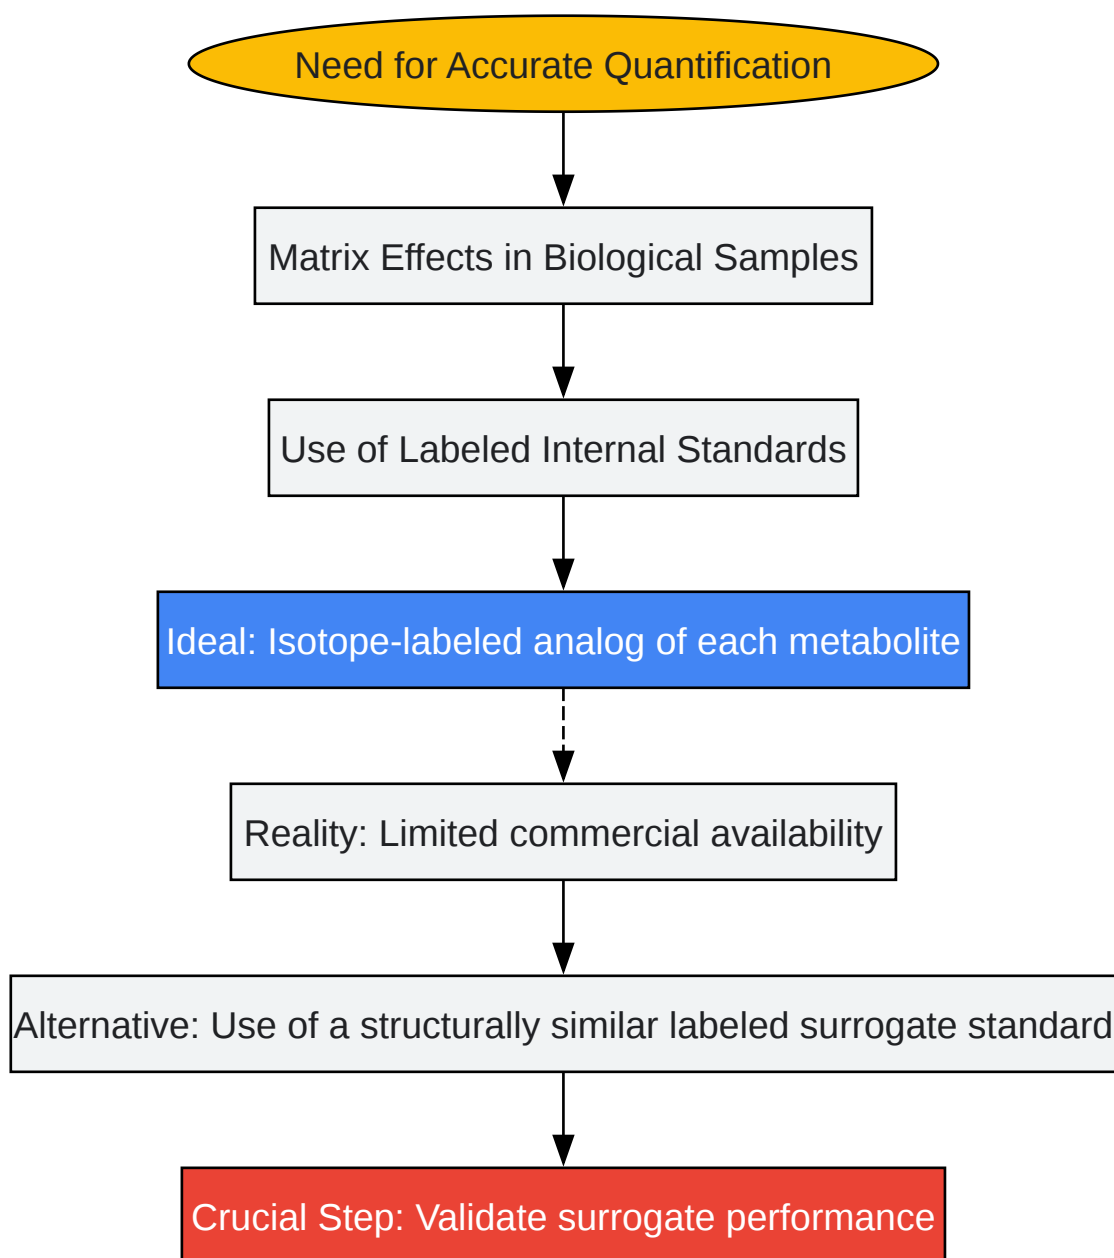 Need for Accurate Quantification
Matrix Effects in Biological Samples
Use of Labeled Internal Standards
Ideal: Isotope-labeled analog of each metabolite
Reality: Limited commercial availability
Alternative: Use of a structurally similar labeled surrogate standard
Crucial Step: Validate surrogate performance